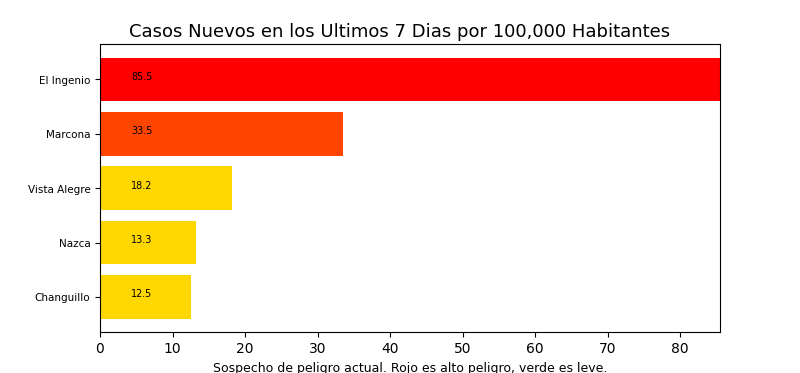 Casos Nuevos en los Ultimos 7 Dias por 100,000 Habitantes
El Ingenio 85.5
Marcona 33.5
Vista Alegre 18.2
Nazca 13.3
Changuillo 12.5
0 10 20 30 40 50 60 70 80
Sospecho de peligro actual. Rojo es alto peligro, verde es leve.